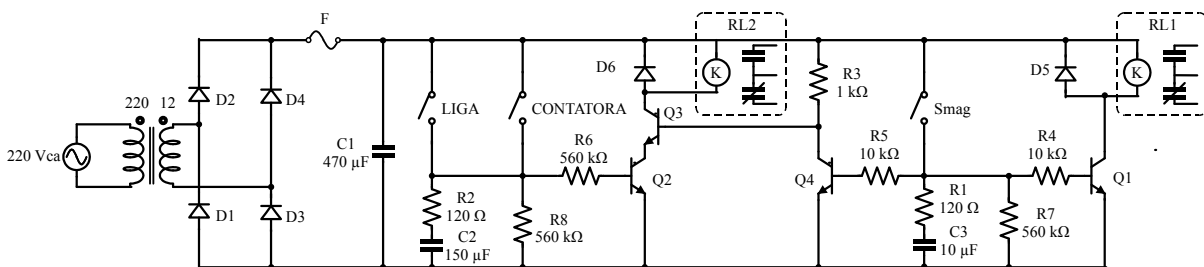 F
RL2
RL1
D2
D4
220 12
220 Vca
D1
D3
C1
470 µF
LIGA
CONTATORA
R2
120 Ω
C2
150 µF
R8
560 kΩ
R6
560 kΩ
D6
K
Q3
Q2
R3
1 kΩ
Q4
R5
10 kΩ
Smag
R1
120 Ω
C3
10 µF
R7
560 kΩ
R4
10 kΩ
D5
K
Q1